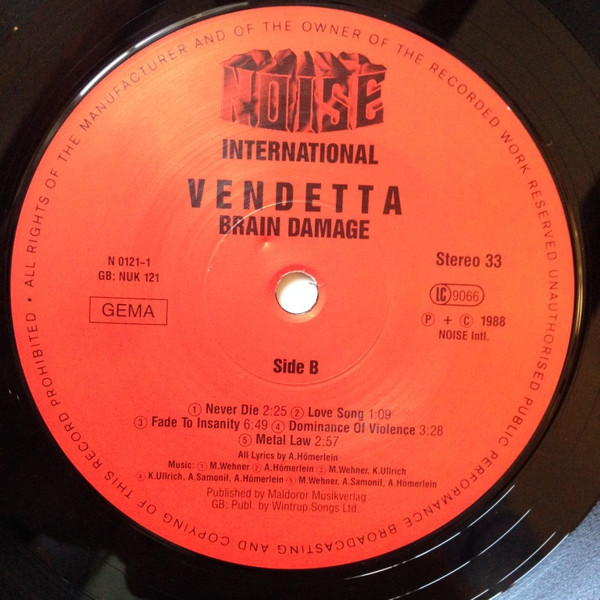 • ALL RIGHTS OF THE MANUFACTURER AND OF THE OWNER OF THE RECORDED WORK RESERVED UNAUTHORISED PUBLIC PERFORMANCE BROADCASTING AND COPYING OF THIS RECORD PROHIBITED
NOISE
INTERNATIONAL
VENDETTA
BRAIN DAMAGE
N 0121-1
GB: NUK 121
GEMA
Stereo 33
LC 9066
Ⓟ + Ⓒ 1988
NOISE Intl.
Side B
① Never Die 2:25 ② Love Song 1:09
③ Fade To Insanity 6:49 ④ Dominance Of Violence 3:28
⑤ Metal Law 2:57
All Lyrics by A.Hömerlein
Music: ① M.Wehner ② A.Hömerlein ③ M.Wehner, K.Ullrich
④ K.Ullrich, A.Samonil, A.Hömerlein ⑤ M.Wehner, A.Samonil, A.Hömerlein
Published by Maldoror Musikverlag
GB: Publ. by Wintrup Songs Ltd.